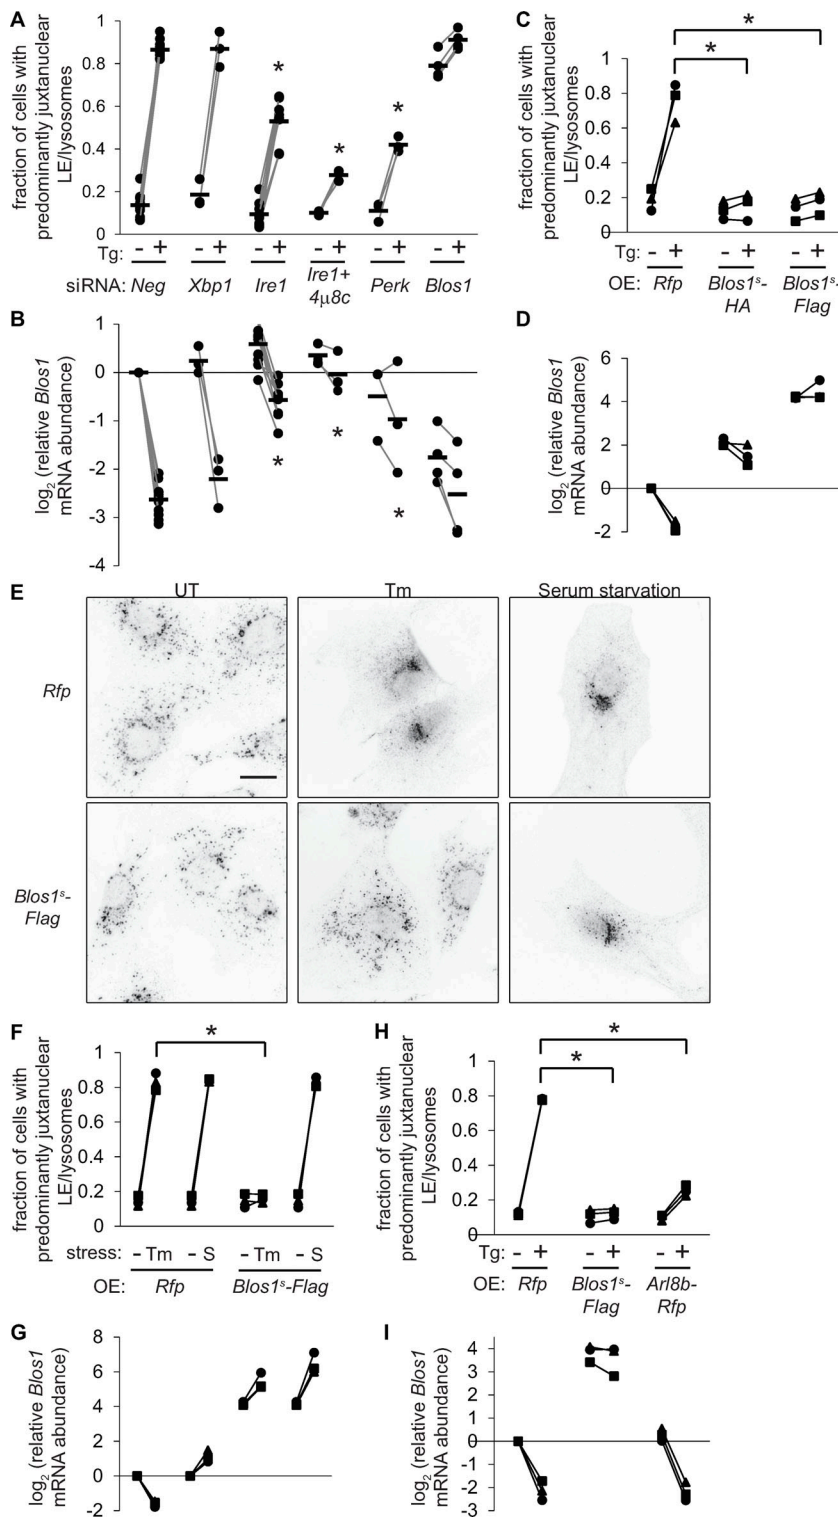 A
fraction of cells with
predominantly juxtanuclear
LE/lysosomes
1
0.8
0.6
0.4
0.2
0
*
*
*
Tg: - + - + - + - + - + - +
siRNA: Neg Xbp1 Ire1 Ire1+ 4µ8c Perk Blos1
B
log2 (relative Blos1
mRNA abundance)
1
0
-1
-2
-3
-4
*
*
*
C
fraction of cells with
predominantly juxtanuclear
LE/lysosomes
*
*
1
0.8
0.6
0.4
0.2
0
Tg: - + - + - +
OE: Rfp Blos1s-HA Blos1s-Flag
D
log2 (relative Blos1
mRNA abundance)
6
4
2
0
-2
E
UT Tm Serum starvation
Rfp
Blos1s-
Flag
F
fraction of cells with
predominantly juxtanuclear
LE/lysosomes
*
1
0.8
0.6
0.4
0.2
0
stress: - Tm - S - Tm - S
OE: Rfp Blos1s-Flag
G
log2 (relative Blos1
mRNA abundance)
8
6
4
2
0
-2
H
fraction of cells with
predominantly juxtanuclear
LE/lysosomes
*
*
1
0.8
0.6
0.4
0.2
0
Tg: - + - + - +
OE: Rfp Blos1s-Flag Arl8b-Rfp
I
log2 (relative Blos1
mRNA abundance)
4
3
2
1
0
-1
-2
-3